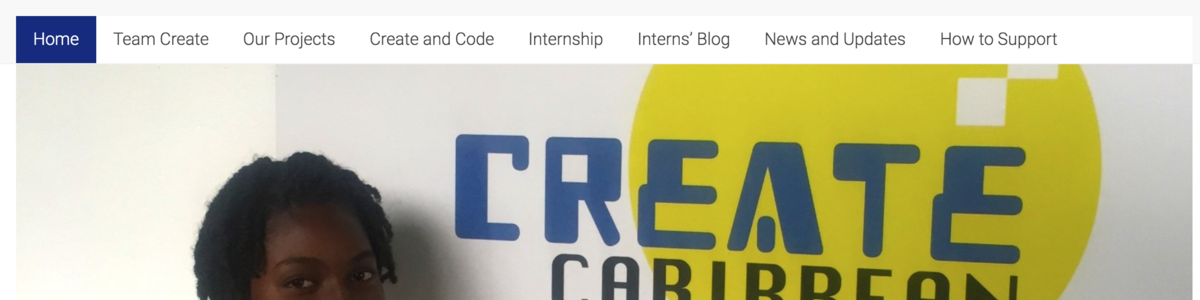 Home Team Create Our Projects Create and Code Internship Interns’ Blog News and Updates How to Support
CREATE
CARIBBEAN